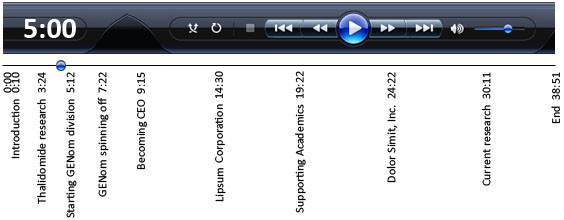 5:00
0:00
Introduction 0:10
Thalidomide research 3:24
Starting GENom division 5:12
GENom spinning off 7:22
Becoming CEO 9:15
Lipsum Corporation 14:30
Supporting Academics 19:22
Dolor Simit, Inc. 24:22
Current research 30:11
End 38:51